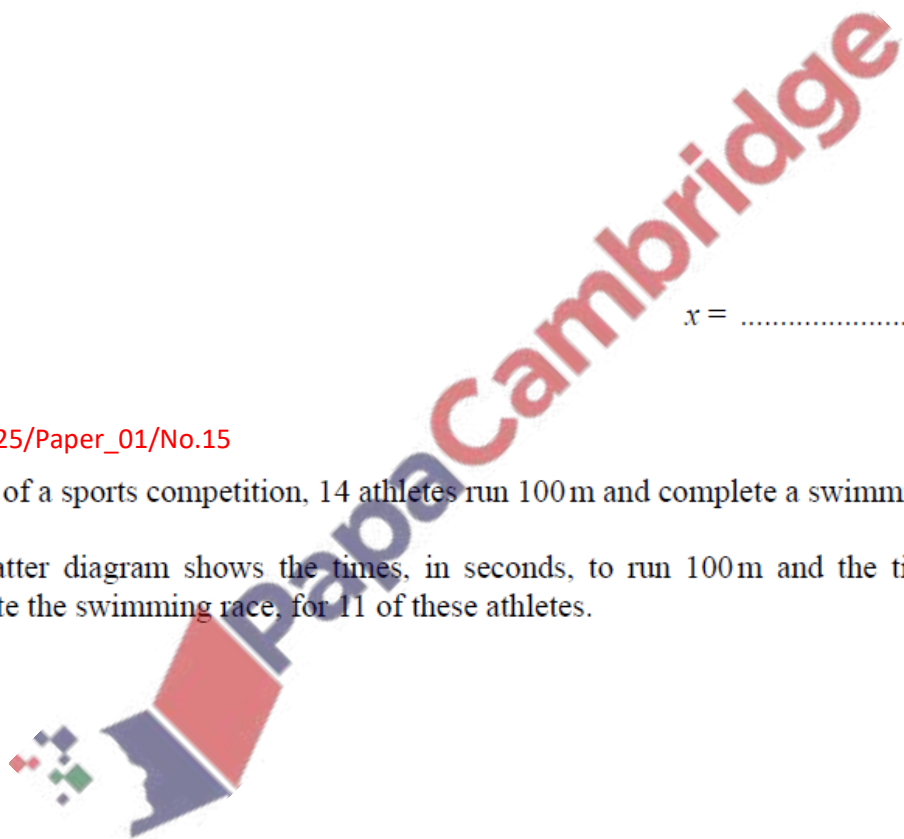 x = ......................
25/Paper_01/No.15
of a sports competition, 14 athletes run 100 m and complete a swimm
atter diagram shows the times, in seconds, to run 100 m and the ti
te the swimming race, for 11 of these athletes.
PapaCambridge